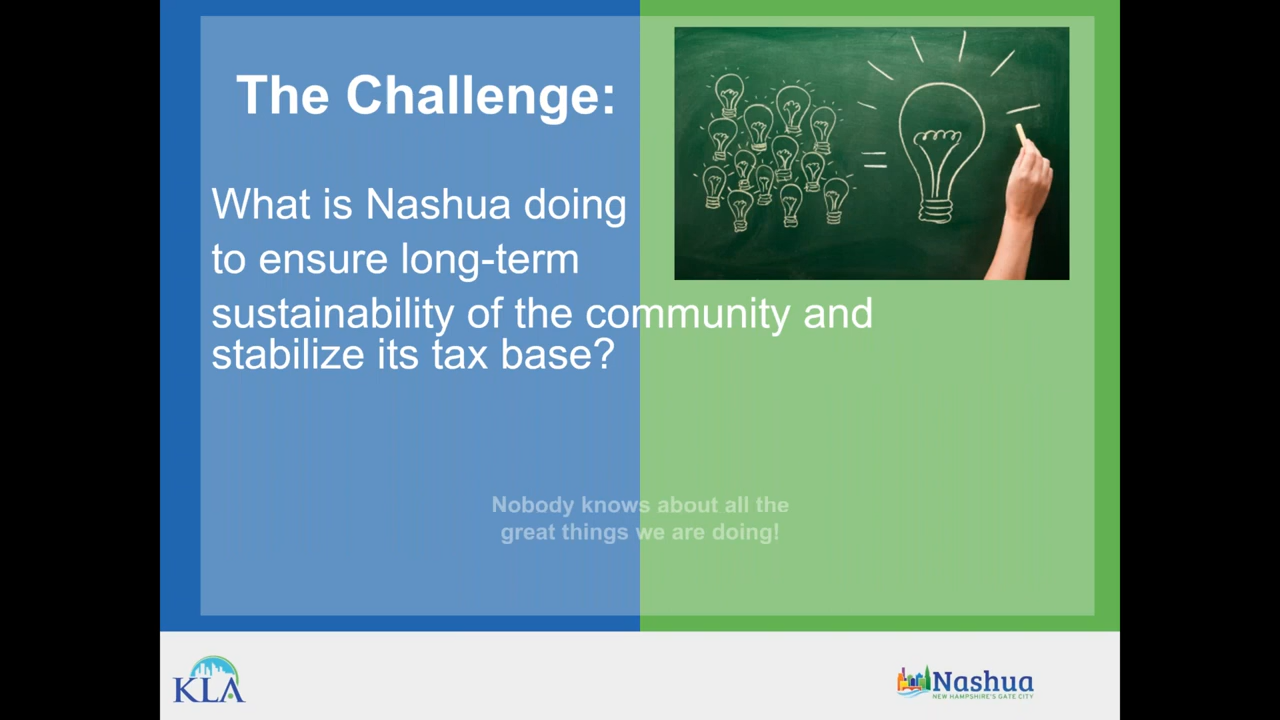 The Challenge:
What is Nashua doing
to ensure long-term
sustainability of the community and
stabilize its tax base?
Nobody knows about all the
great things we are doing!
KLA
Nashua
NEW HAMPSHIRE'S GATE CITY